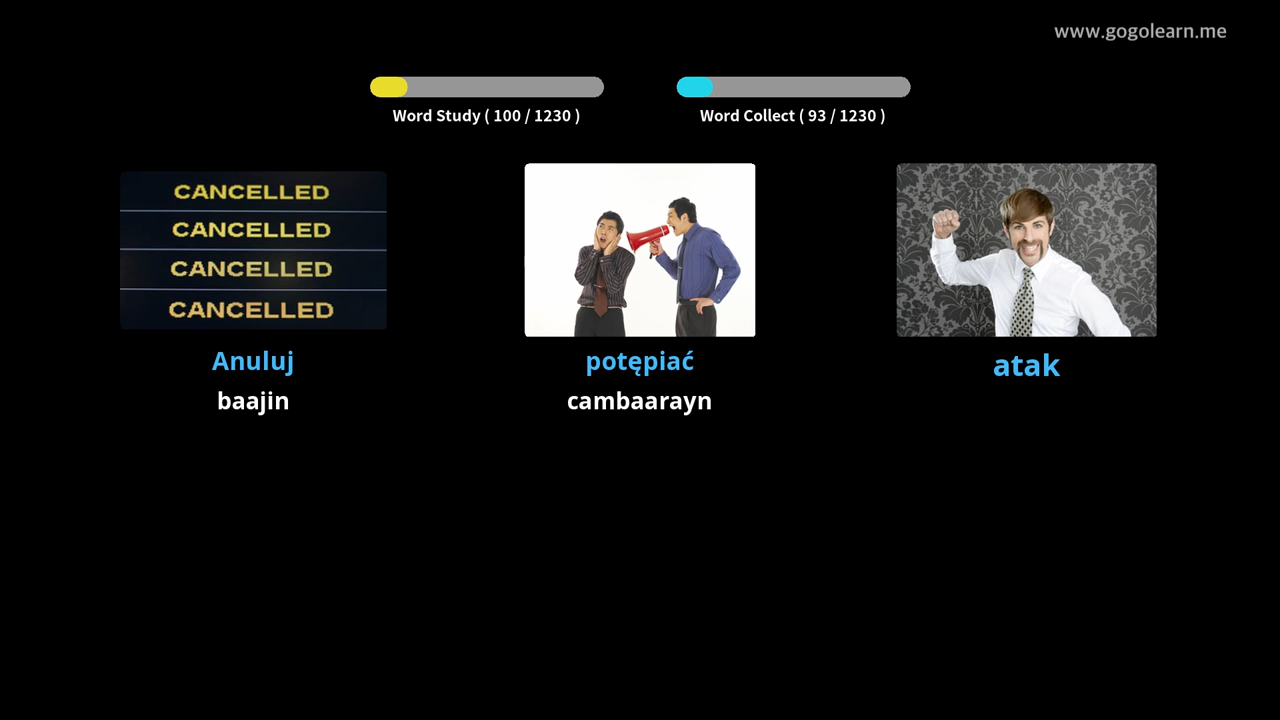 www.gogolearn.me
Word Study ( 100 / 1230 )
Word Collect ( 93 / 1230 )
CANCELLED
CANCELLED
CANCELLED
CANCELLED
Anuluj
baajin
potępiać
cambaarayn
atak